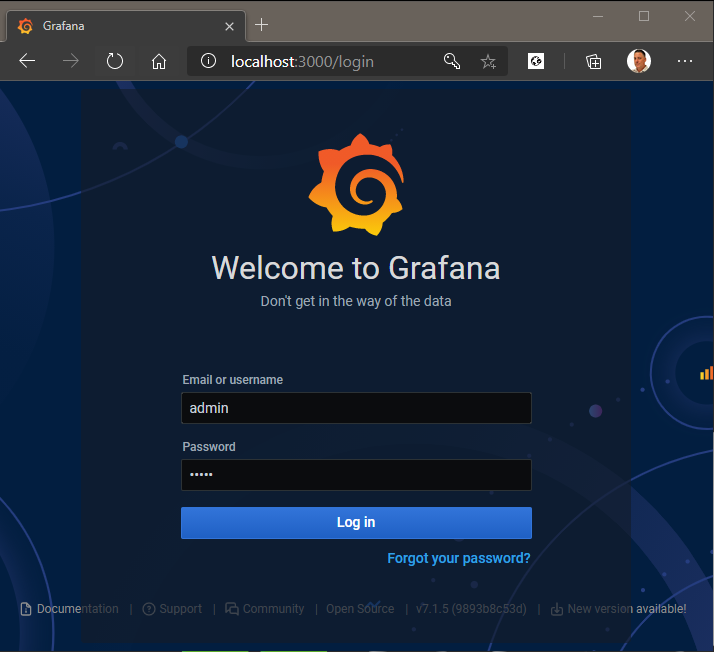 Grafana
localhost:3000/login
Welcome to Grafana
Don't get in the way of the data
Email or username
admin
Password
•••••
Log in
Forgot your password?
Documentation | Support | Community | Open Source | v7.1.5 (9893b8c53d) | New version available!